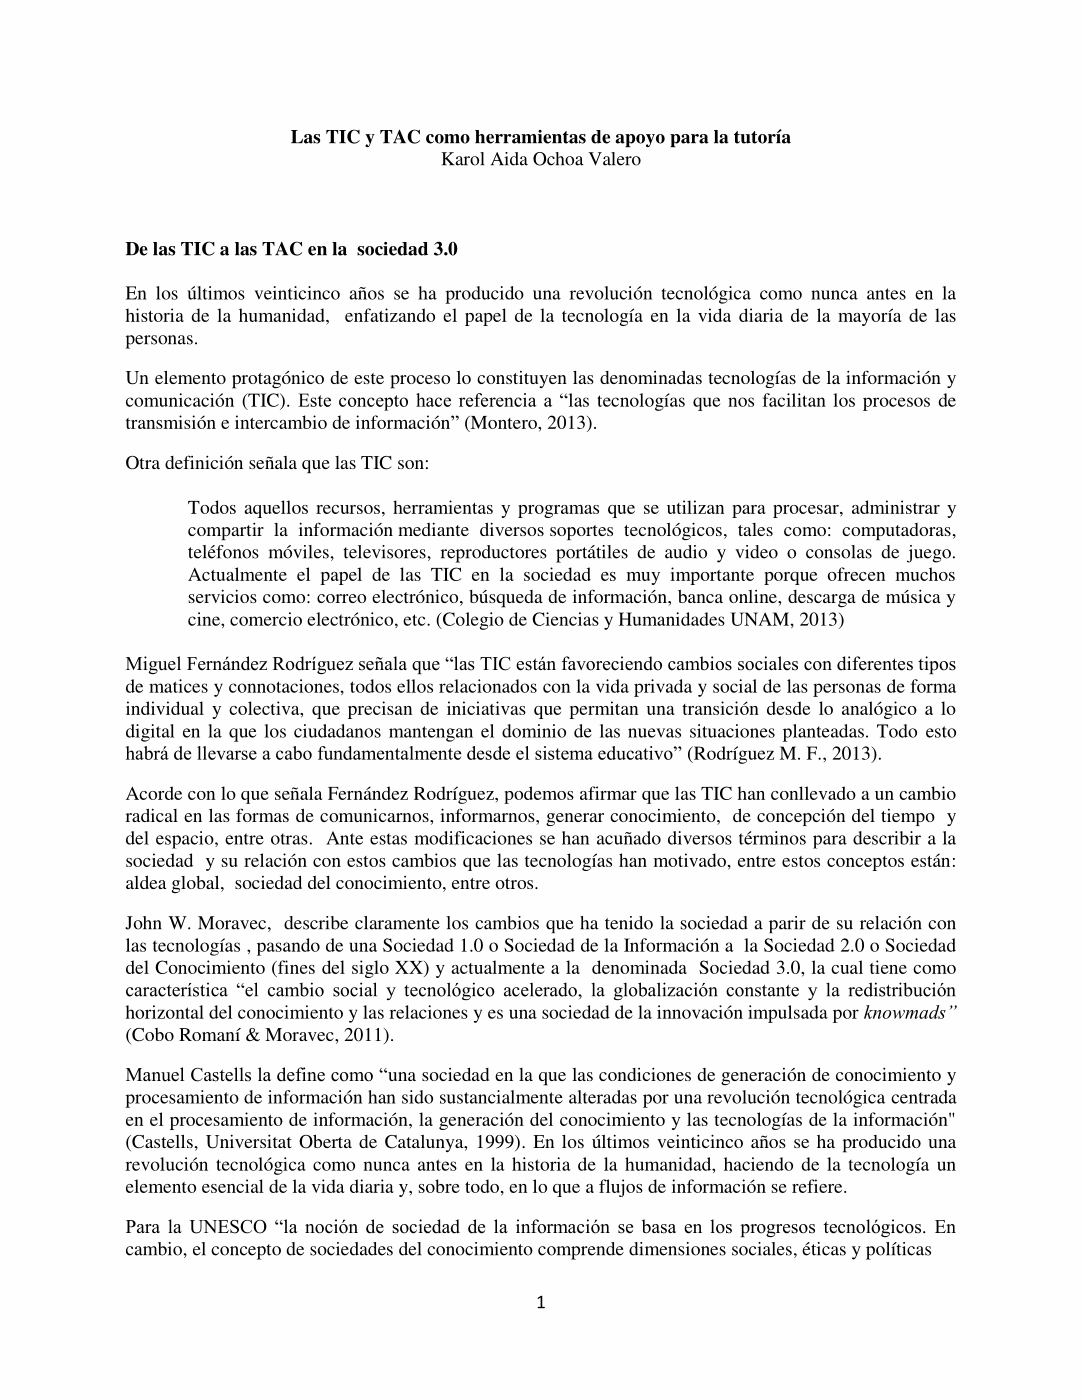 Las TIC y TAC como herramientas de apoyo para la tutoría
Karol Aida Ochoa Valero
De las TIC a las TAC en la sociedad 3.0
En los últimos veinticinco años se ha producido una revolución tecnológica como nunca antes en la
historia de la humanidad, enfatizando el papel de la tecnología en la vida diaria de la mayoría de las
personas.
Un elemento protagónico de este proceso lo constituyen las denominadas tecnologías de la información y
comunicación (TIC). Este concepto hace referencia a “las tecnologías que nos facilitan los procesos de
transmisión e intercambio de información” (Montero, 2013).
Otra definición señala que las TIC son:
Todos aquellos recursos, herramientas y programas que se utilizan para procesar, administrar y
compartir la información mediante diversos soportes tecnológicos, tales como: computadoras,
teléfonos móviles, televisores, reproductores portátiles de audio y video o consolas de juego.
Actualmente el papel de las TIC en la sociedad es muy importante porque ofrecen muchos
servicios como: correo electrónico, búsqueda de información, banca online, descarga de música y
cine, comercio electrónico, etc. (Colegio de Ciencias y Humanidades UNAM, 2013)
Miguel Fernández Rodríguez señala que “las TIC están favoreciendo cambios sociales con diferentes tipos
de matices y connotaciones, todos ellos relacionados con la vida privada y social de las personas de forma
individual y colectiva, que precisan de iniciativas que permitan una transición desde lo analógico a lo
digital en la que los ciudadanos mantengan el dominio de las nuevas situaciones planteadas. Todo esto
habrá de llevarse a cabo fundamentalmente desde el sistema educativo” (Rodríguez M. F., 2013).
Acorde con lo que señala Fernández Rodríguez, podemos afirmar que las TIC han conllevado a un cambio
radical en las formas de comunicarnos, informarnos, generar conocimiento, de concepción del tiempo y
del espacio, entre otras. Ante estas modificaciones se han acuñado diversos términos para describir a la
sociedad y su relación con estos cambios que las tecnologías han motivado, entre estos conceptos están:
aldea global, sociedad del conocimiento, entre otros.
John W. Moravec, describe claramente los cambios que ha tenido la sociedad a parir de su relación con
las tecnologías , pasando de una Sociedad 1.0 o Sociedad de la Información a la Sociedad 2.0 o Sociedad
del Conocimiento (fines del siglo XX) y actualmente a la denominada Sociedad 3.0, la cual tiene como
característica “el cambio social y tecnológico acelerado, la globalización constante y la redistribución
horizontal del conocimiento y las relaciones y es una sociedad de la innovación impulsada por knowmads”
(Cobo Romaní & Moravec, 2011).
Manuel Castells la define como “una sociedad en la que las condiciones de generación de conocimiento y
procesamiento de información han sido sustancialmente alteradas por una revolución tecnológica centrada
en el procesamiento de información, la generación del conocimiento y las tecnologías de la información"
(Castells, Universitat Oberta de Catalunya, 1999). En los últimos veinticinco años se ha producido una
revolución tecnológica como nunca antes en la historia de la humanidad, haciendo de la tecnología un
elemento esencial de la vida diaria y, sobre todo, en lo que a flujos de información se refiere.
Para la UNESCO “la noción de sociedad de la información se basa en los progresos tecnológicos. En
cambio, el concepto de sociedades del conocimiento comprende dimensiones sociales, éticas y políticas
1